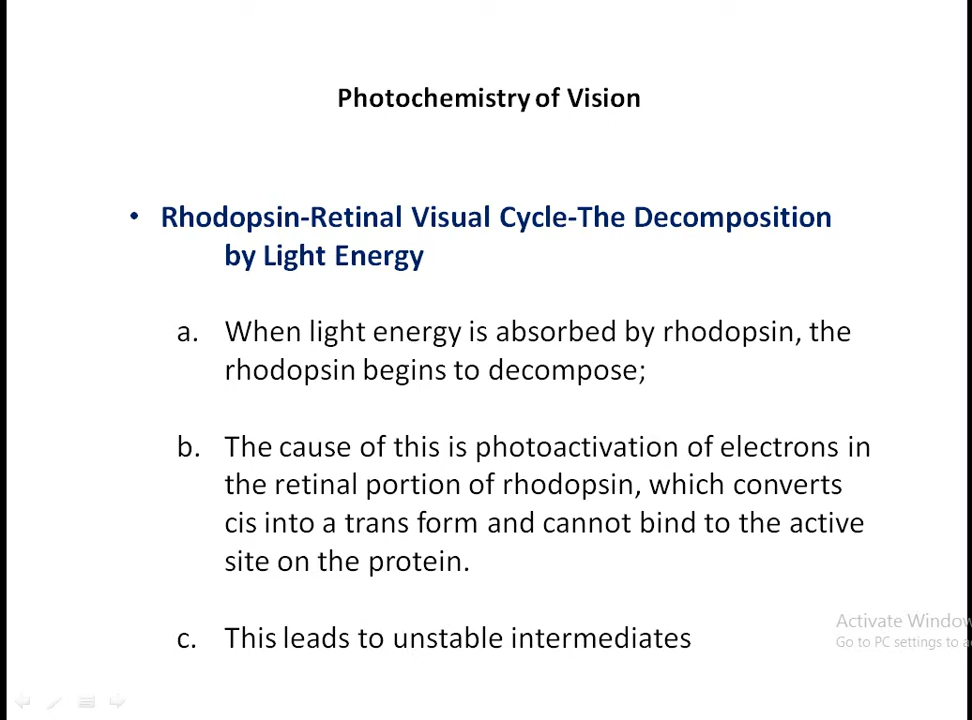 Photochemistry of Vision
• Rhodopsin-Retinal Visual Cycle-The Decomposition
by Light Energy
a. When light energy is absorbed by rhodopsin, the
rhodopsin begins to decompose;
b. The cause of this is photoactivation of electrons in
the retinal portion of rhodopsin, which converts
cis into a trans form and cannot bind to the active
site on the protein.
c. This leads to unstable intermediates
Activate Window
Go to PC settings to a